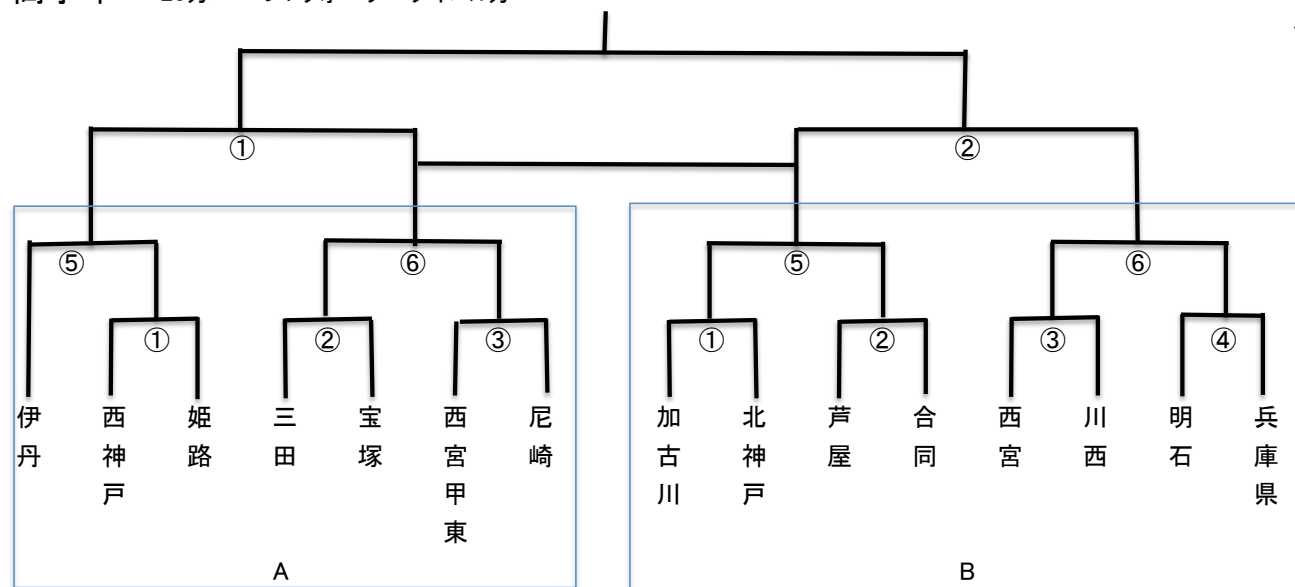 ① ②
⑤ ⑥ ⑤ ⑥
① ② ③ ① ② ③ ④
伊丹
西神戸
姫路
三田
宝塚
西宮甲東
尼崎
加古川
北神戸
芦屋
合同
西宮
川西
明石
兵庫県
A B